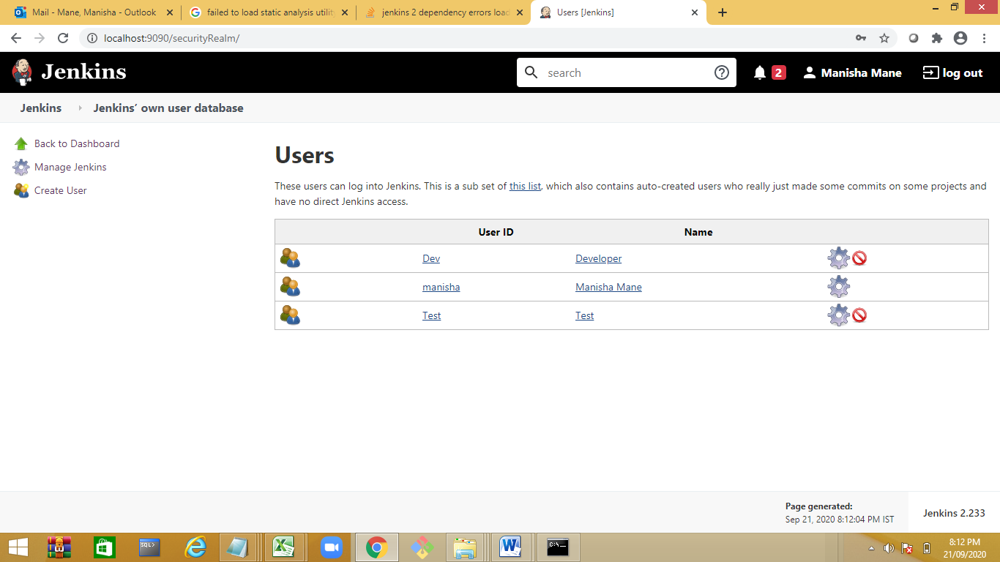 Mail - Mane, Manisha - Outlook
failed to load static analysis utility
jenkins 2 dependency errors load
Users [Jenkins]
localhost:9090/securityRealm/
Jenkins
search
2
Manisha Mane
log out
Jenkins
Jenkins’ own user database
Back to Dashboard
Manage Jenkins
Create User
Users
These users can log into Jenkins. This is a sub set of this list, which also contains auto-created users who really just made some commits on some projects and
have no direct Jenkins access.
User ID Name
Dev Developer
manisha Manisha Mane
Test Test
Page generated:
Sep 21, 2020 8:12:04 PM IST
Jenkins 2.233
SQL>
C:\
8:12 PM
21/09/2020